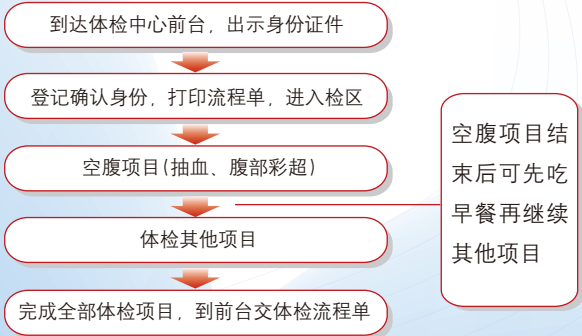 到达体检中心前台，出示身份证件
登记确认身份，打印流程单，进入检区
空腹项目(抽血、腹部彩超)
体检其他项目
完成全部体检项目，到前台交体检流程单
空腹项目结
束后可先吃
早餐再继续
其他项目